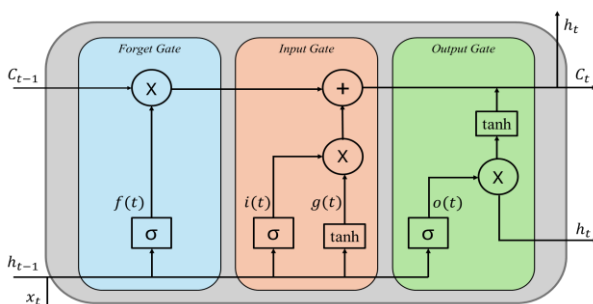 Forget Gate
Input Gate
Output Gate
h_t
C_{t-1}
X
+
C_t
tanh
X
X
f(t)
i(t)
g(t)
o(t)
σ
σ
tanh
σ
h_t
h_{t-1}
x_t